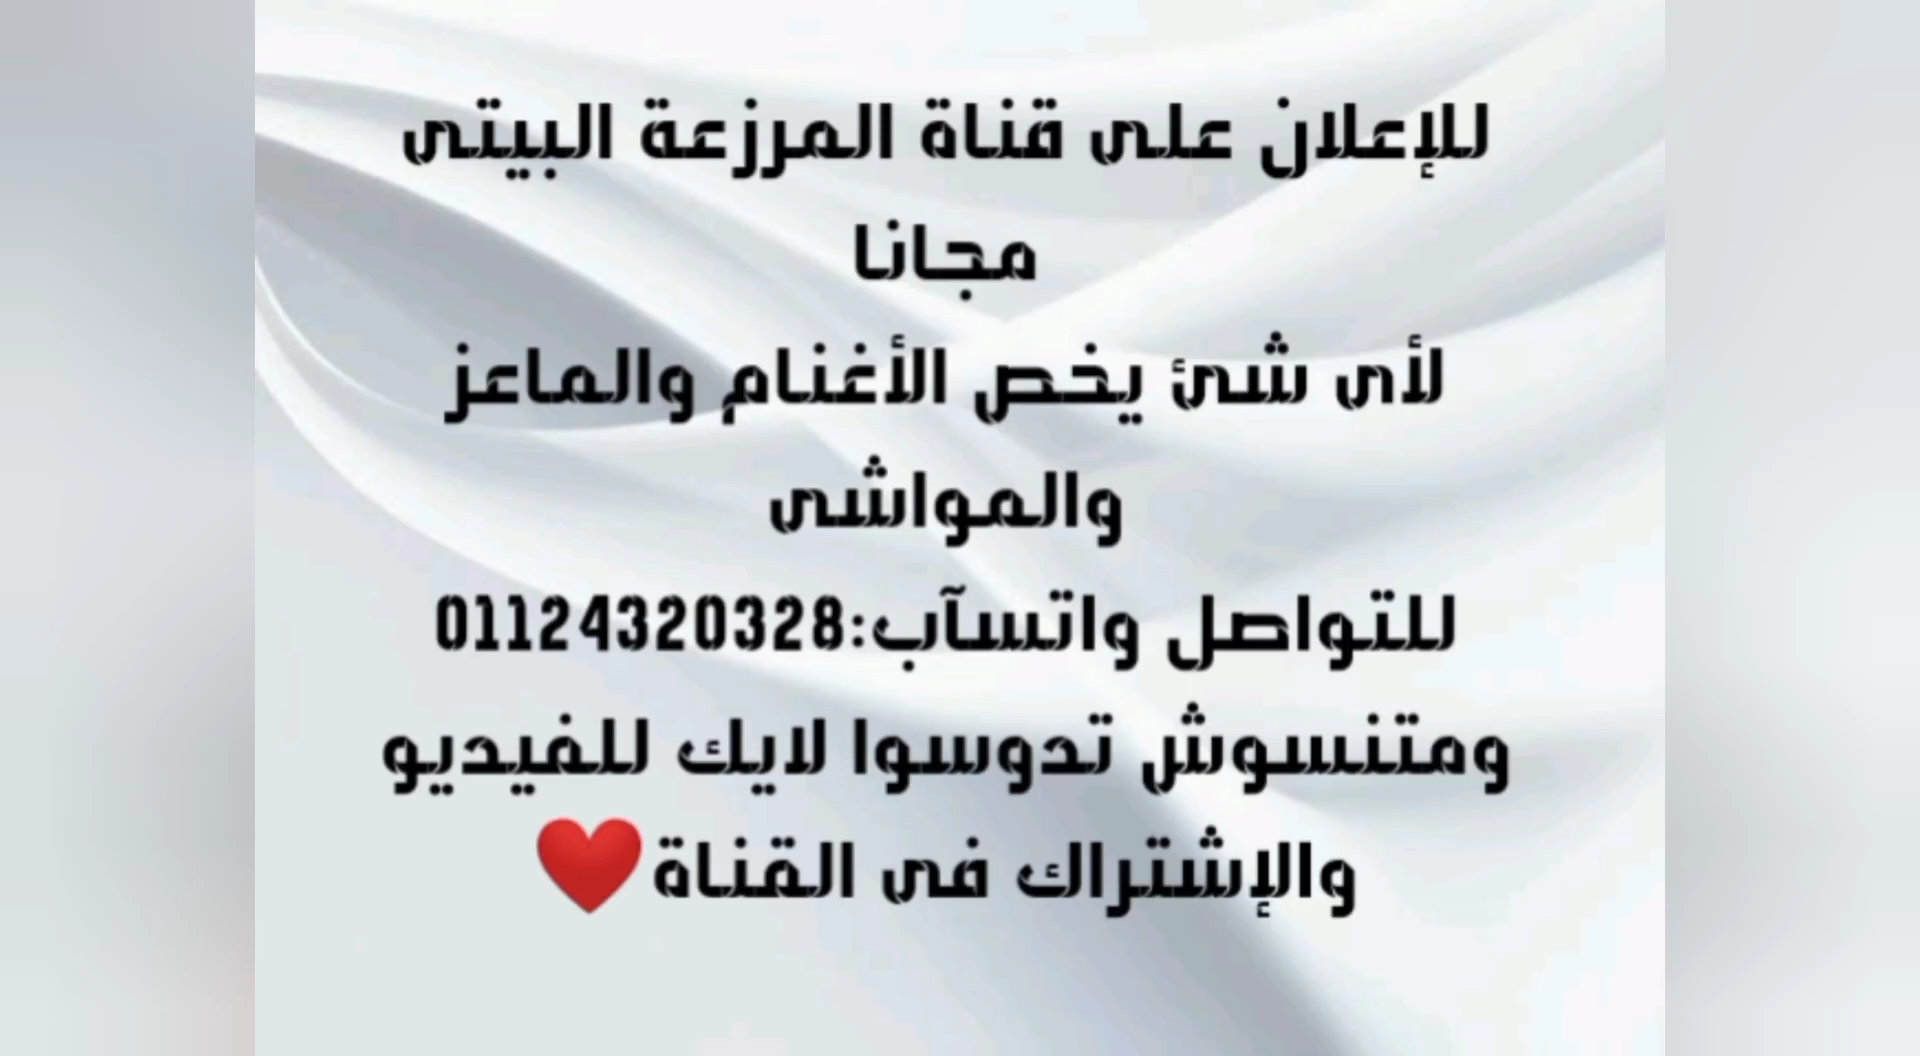 للإعلان على قناة المرزعة البيتى
مجانا
لأى شئ يخص الأغنام والماعز
والمواشى
للتواصل واتسآب:01124320328
ومتنسوش تدوسوا لايك للفيديو
والإشتراك فى القناة❤️